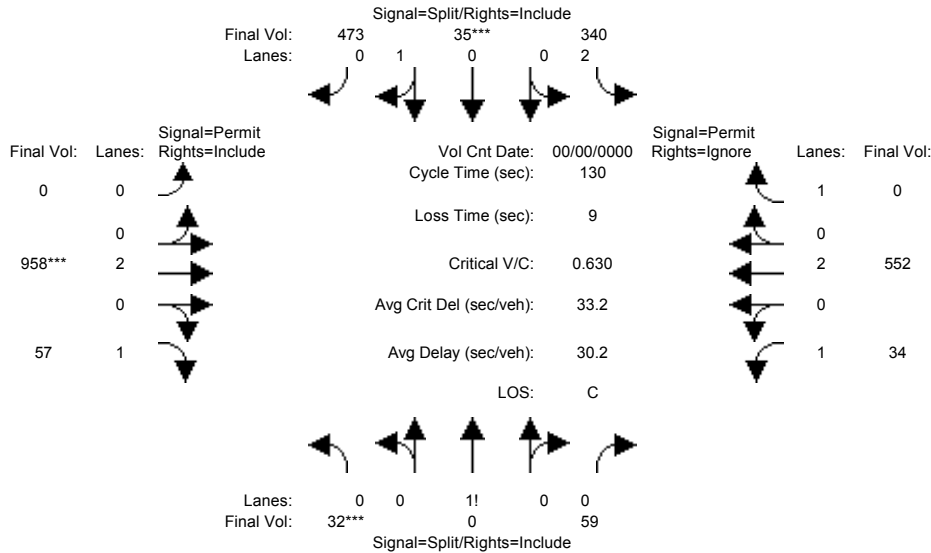 Signal=Split/Rights=Include
Final Vol: 473 35*** 340
Lanes: 0 1 0 0 2
Signal=Permit Signal=Permit
Final Vol: Lanes: Rights=Include Vol Cnt Date: 00/00/0000 Rights=Ignore Lanes: Final Vol:
Cycle Time (sec): 130
0 0 1 0
Loss Time (sec): 9
0 0
958*** 2 Critical V/C: 0.630 2 552
0 Avg Crit Del (sec/veh): 33.2 0
57 1 Avg Delay (sec/veh): 30.2 1 34
LOS: C
Lanes: 0 0 1! 0 0
Final Vol: 32*** 0 59
Signal=Split/Rights=Include